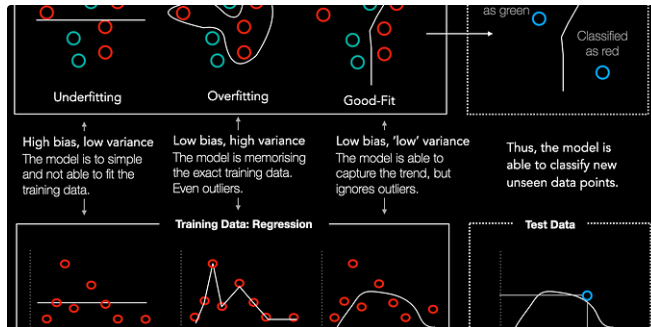 as green
Classified
as red
Underfitting
Overfitting
Good-Fit
High bias, low variance
The model is to simple
and not able to fit the
training data.
Low bias, high variance
The model is memorising
the exact training data.
Even outliers.
Low bias, 'low' variance
The model is able to
capture the trend, but
ignores outliers.
Thus, the model is
able to classify new
unseen data points.
Training Data: Regression
Test Data